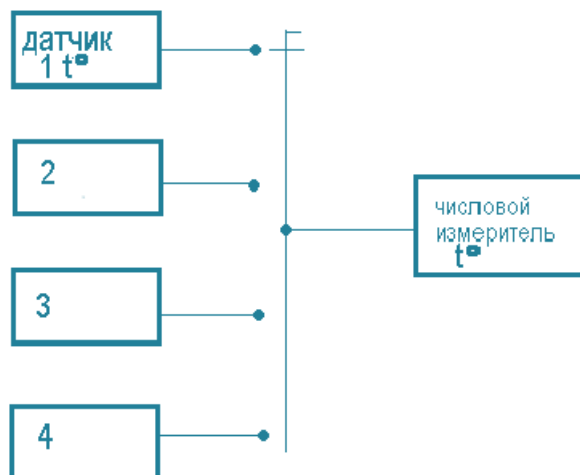 датчик
1 t°
2
3
4
числовой
измеритель
t°